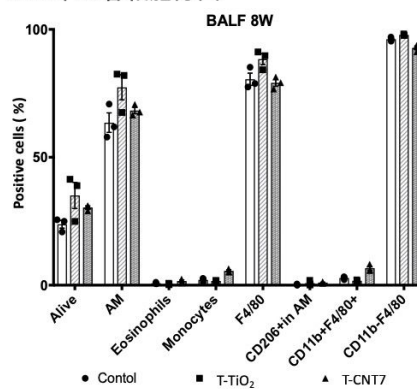 BALF 8W
Positive cells ( %)
100
50
0
Alive
AM
Eosinophils
Monocytes
F4/80
CD206+in AM
CD11b+F4/80+
CD11b-F4/80
Contol
T-TiO₂
T-CNT7